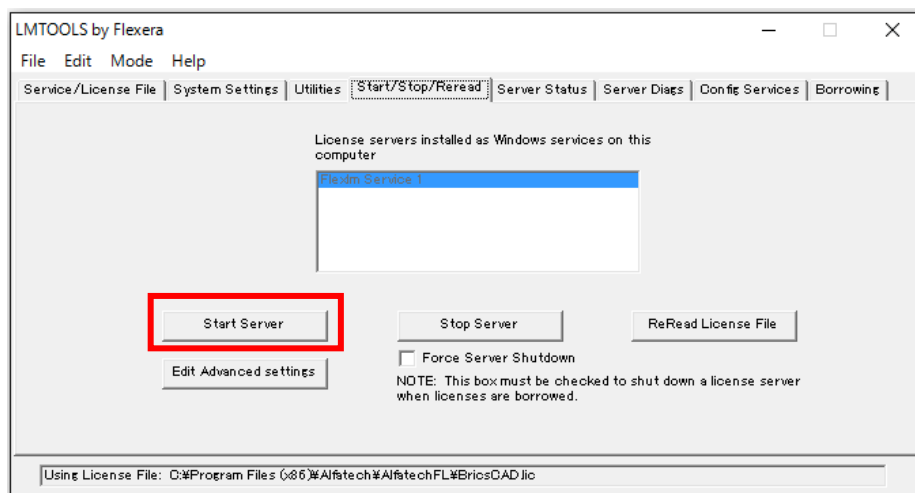 LMTOOLS by Flexera
File Edit Mode Help
Service/License File System Settings Utilities Start/Stop/Reread Server Status Server Diags Config Services Borrowing
License servers installed as Windows services on this
computer
Flexlm Service 1
Start Server Stop Server ReRead License File
Edit Advanced settings
Force Server Shutdown
NOTE: This box must be checked to shut down a license server
when licenses are borrowed.
Using License File: C:¥Program Files (x86)¥Alfatech¥AlfatechFL¥BricsCAD.lic